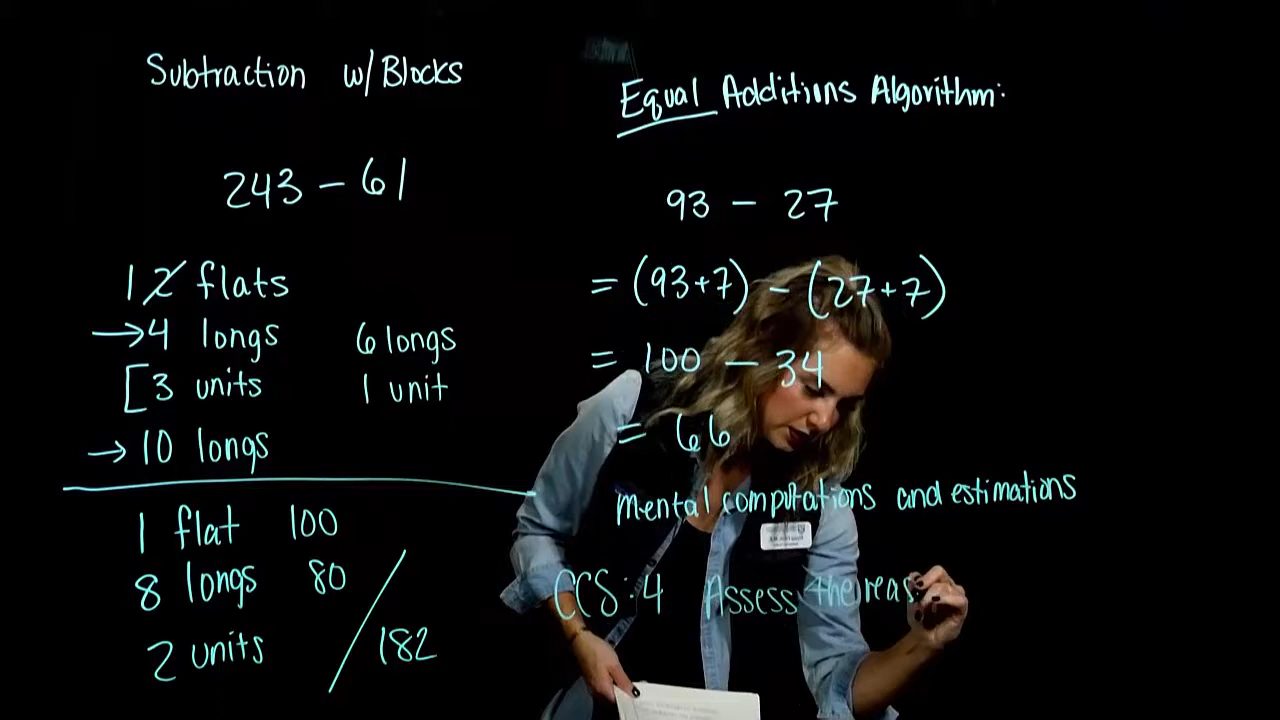 Subtraction w/ Blocks
243 - 61
1 2 flats
→ 4 longs 6 longs
[ 3 units 1 unit
→ 10 longs
1 flat 100
8 longs 80
2 units / 182
Equal Additions Algorithm:
93 - 27
= (93+7) - (27+7)
= 100 - 34
= 66
mental computations and estimations
CCS: 4 Assess the reas